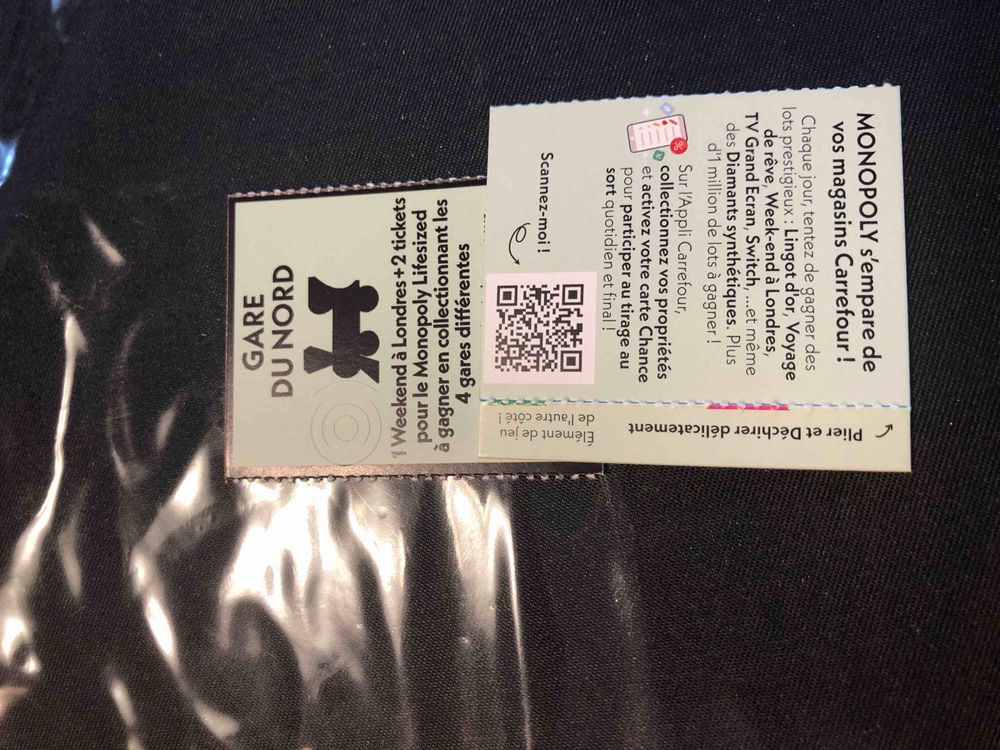 GARE
DU NORD
Weekend à Londres + 2 tickets
pour le Monopoly Lifesized
à gagner en collectionnant les
4 gares différentes
MONOPOLY s'empare de
vos magasins Carrefour !
Chaque jour, tentez de gagner des
lots prestigieux : Lingot d'or, Voyage
de rêve, Week-end à Londres,
TV Grand Ecran, Switch, ....et même
des Diamants synthétiques. Plus
d'1 million de lots à gagner !
Sur l'Appli Carrefour,
collectionnez vos propriétés
et activez votre carte Chance
pour participer au tirage au
sort quotidien et final !
Scannez-moi !
Plier et Déchirer délicatement
Elément de jeu
de l'autre côté !